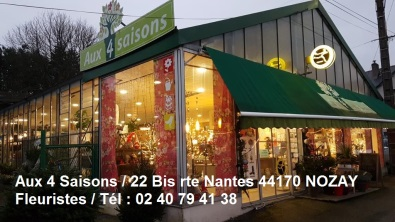 Aux 4 saisons
Aux 4 Saisons / 22 Bis rte Nantes 44170 NOZAY
Fleuristes / Tél : 02 40 79 41 38